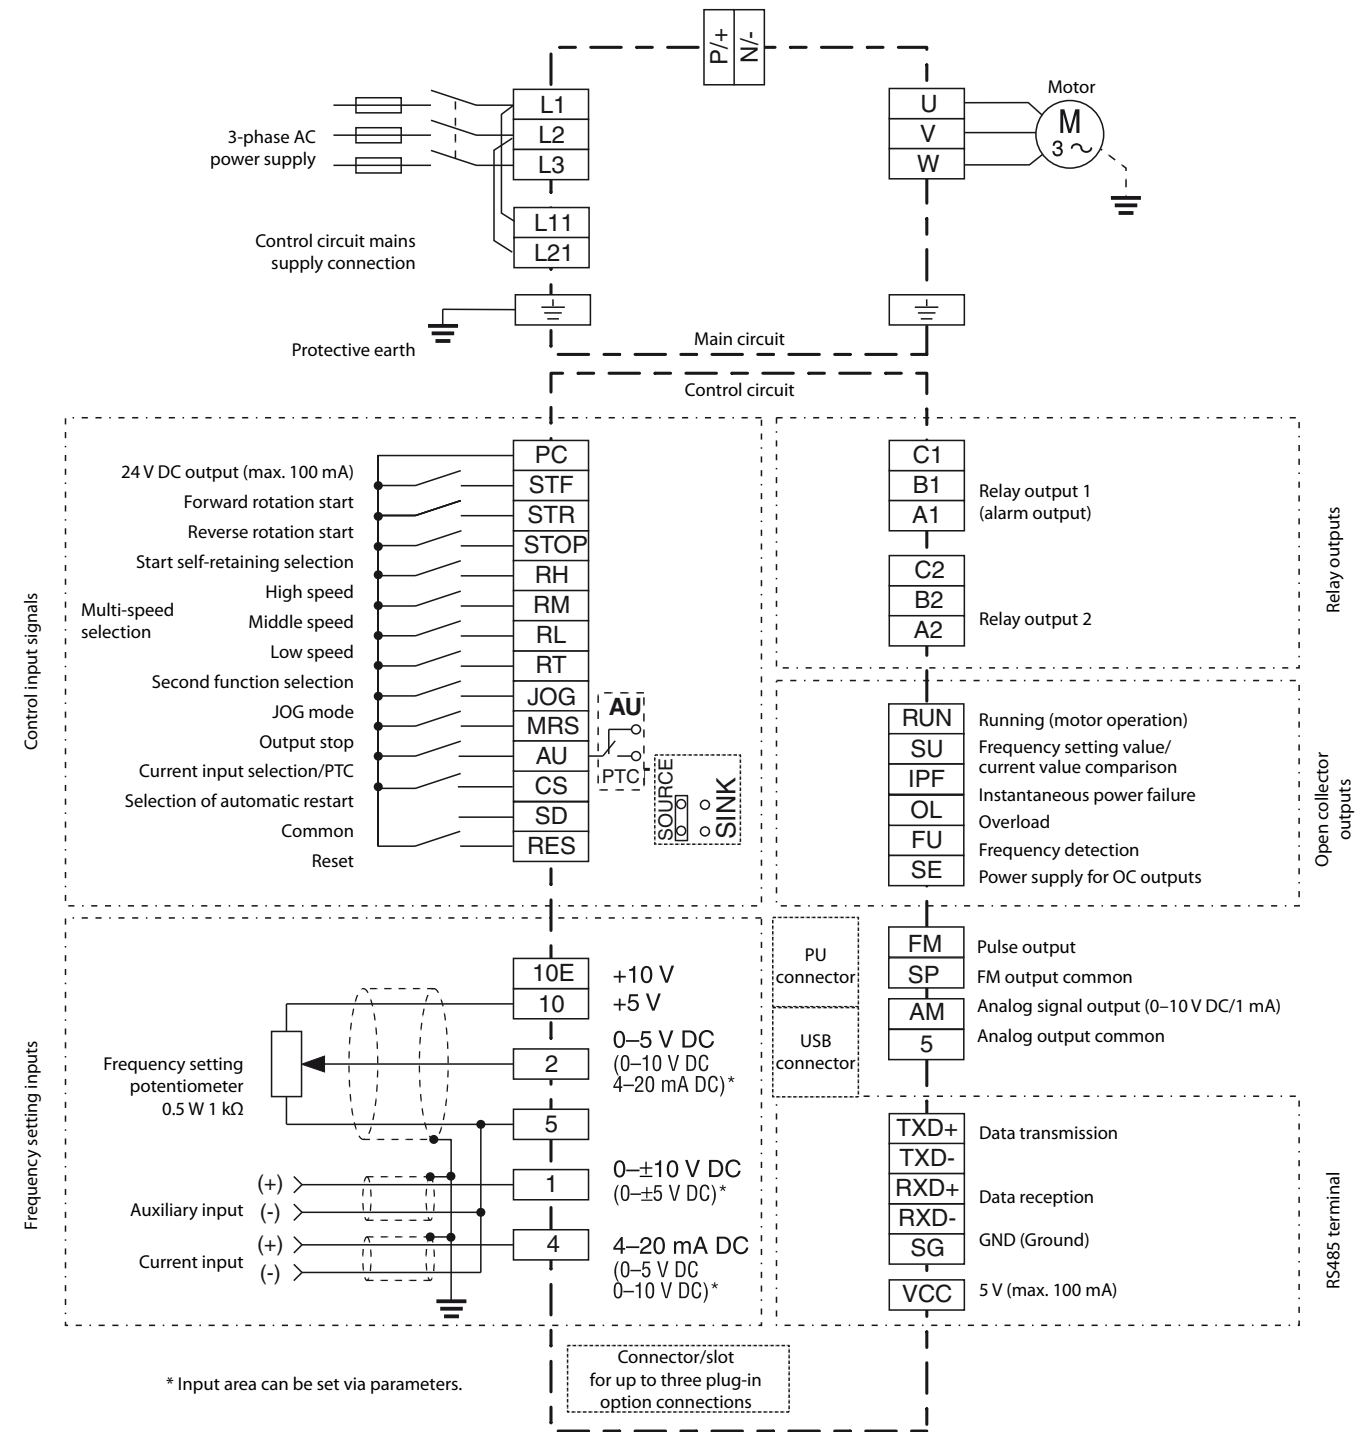 P/+
N/-
L1
L2
L3
3-phase AC
power supply
L11
L21
Control circuit mains
supply connection
Protective earth
U
V
W
Motor
M
3 ~
Main circuit
Control circuit
Control input signals
PC
24 V DC output (max. 100 mA)
STF
Forward rotation start
STR
Reverse rotation start
STOP
Start self-retaining selection
RH
High speed
Multi-speed
selection
RM
Middle speed
RL
Low speed
RT
Second function selection
JOG
JOG mode
MRS
Output stop
AU
Current input selection/PTC
CS
Selection of automatic restart
SD
Common
RES
Reset
AU
PTC
SOURCE
SINK
C1
B1
A1
Relay output 1
(alarm output)
C2
B2
A2
Relay output 2
Relay outputs
RUN
Running (motor operation)
SU
Frequency setting value/
current value comparison
IPF
Instantaneous power failure
OL
Overload
FU
Frequency detection
SE
Power supply for OC outputs
Open collector
outputs
Frequency setting inputs
10E
+10 V
10
+5 V
2
0–5 V DC
(0–10 V DC
4–20 mA DC)*
Frequency setting
potentiometer
0.5 W 1 kΩ
5
1
0–±10 V DC
(0–±5 V DC)*
Auxiliary input
(+)
(-)
4
4–20 mA DC
(0–5 V DC
0–10 V DC)*
Current input
(+)
(-)
PU
connector
USB
connector
FM
Pulse output
SP
FM output common
AM
Analog signal output (0–10 V DC/1 mA)
5
Analog output common
TXD+
Data transmission
TXD-
RXD+
Data reception
RXD-
SG
GND (Ground)
VCC
5 V (max. 100 mA)
RS485 terminal
Connector/slot
for up to three plug-in
option connections
* Input area can be set via parameters.